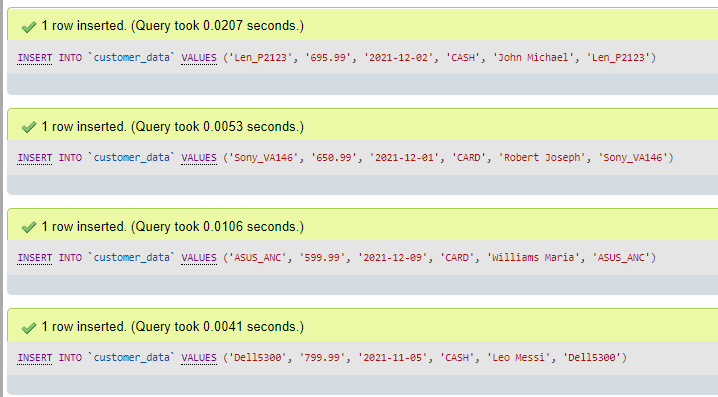 1 row inserted. (Query took 0.0207 seconds.)
INSERT INTO `customer_data` VALUES ('Len_P2123', '695.99', '2021-12-02', 'CASH', 'John Michael', 'Len_P2123')
1 row inserted. (Query took 0.0053 seconds.)
INSERT INTO `customer_data` VALUES ('Sony_VA146', '650.99', '2021-12-01', 'CARD', 'Robert Joseph', 'Sony_VA146')
1 row inserted. (Query took 0.0106 seconds.)
INSERT INTO `customer_data` VALUES ('ASUS_ANC', '599.99', '2021-12-09', 'CARD', 'Williams Maria', 'ASUS_ANC')
1 row inserted. (Query took 0.0041 seconds.)
INSERT INTO `customer_data` VALUES ('Dell5300', '799.99', '2021-11-05', 'CASH', 'Leo Messi', 'Dell5300')